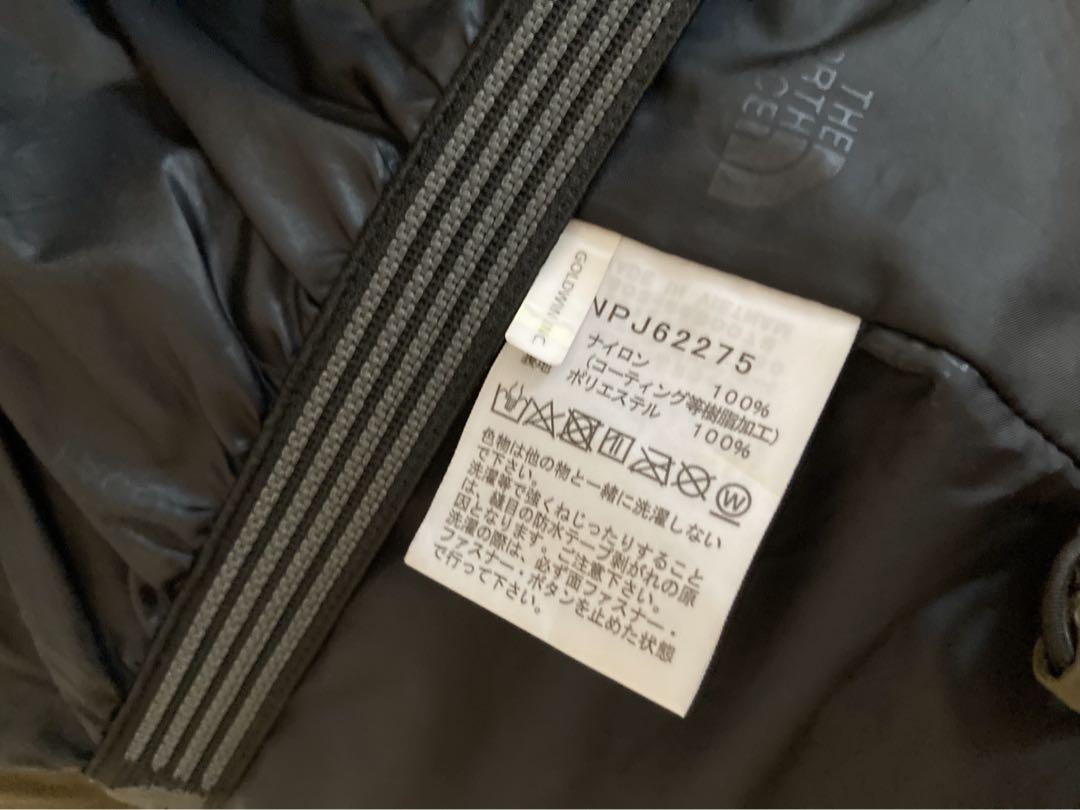 THE
NORTH
FACE
GOLDWIN INC
NPJ62275
ナイロン 100%
(コーティング等樹脂加工)
裏地
ポリエステル 100%
W
色物は他の物と一緒に洗濯しない
で下さい。
洗濯等で強くねじったりすること
は、縫目の防水テープ剥がれの原
因となります。ご注意下さい。
洗濯の際は、必ず面ファスナー・
ファスナー・ボタンを止めた状態
で行って下さい。